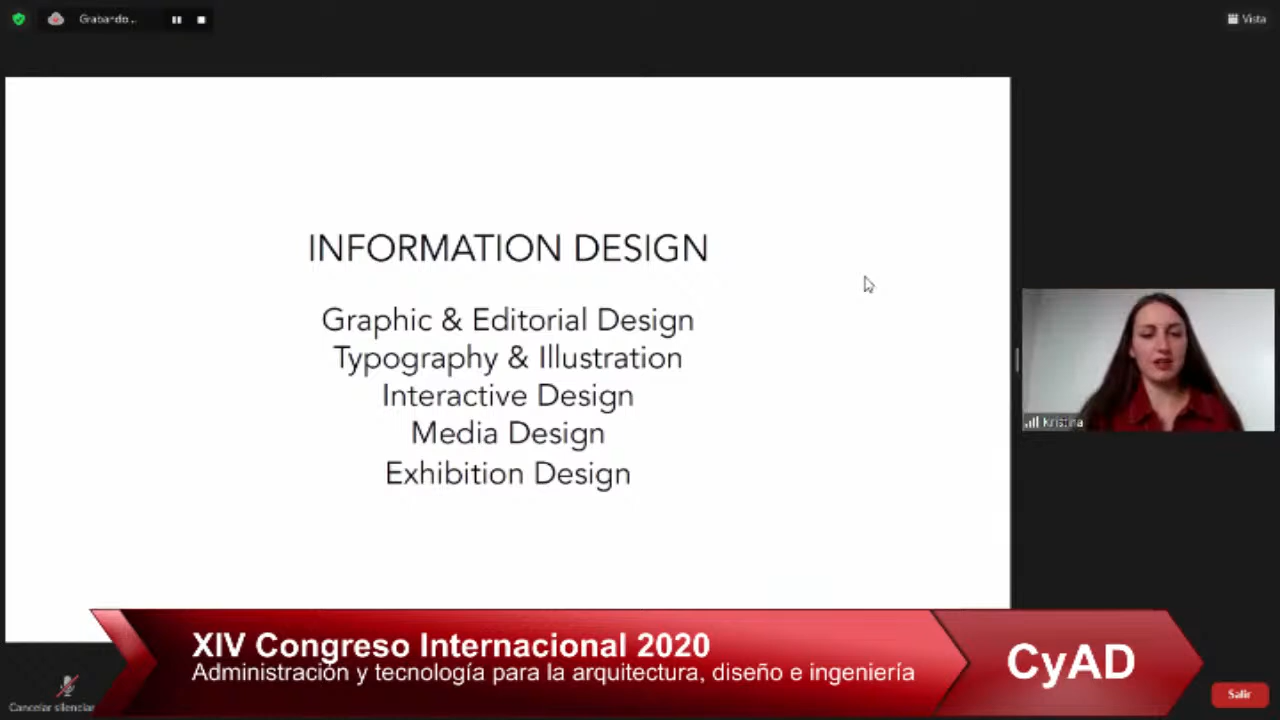 Grabando...
Vista
INFORMATION DESIGN
Graphic & Editorial Design
Typography & Illustration
Interactive Design
Media Design
Exhibition Design
kristina
XIV Congreso Internacional 2020
Administración y tecnología para la arquitectura, diseño e ingeniería
CyAD
Cancelar silenciar
Salir